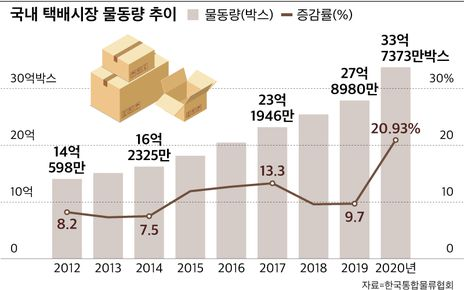 국내 택배시장 물동량 추이
물동량(박스) 증감률(%)
33억
7373만박스
30억박스
27억
8980만
30%
23억
1946만
20.93%
16억
2325만
14억
598만
20억
20
13.3
10억
10
8.2
7.5
9.7
0
0
2012 2013 2014 2015 2016 2017 2018 2019 2020년
자료=한국통합물류협회